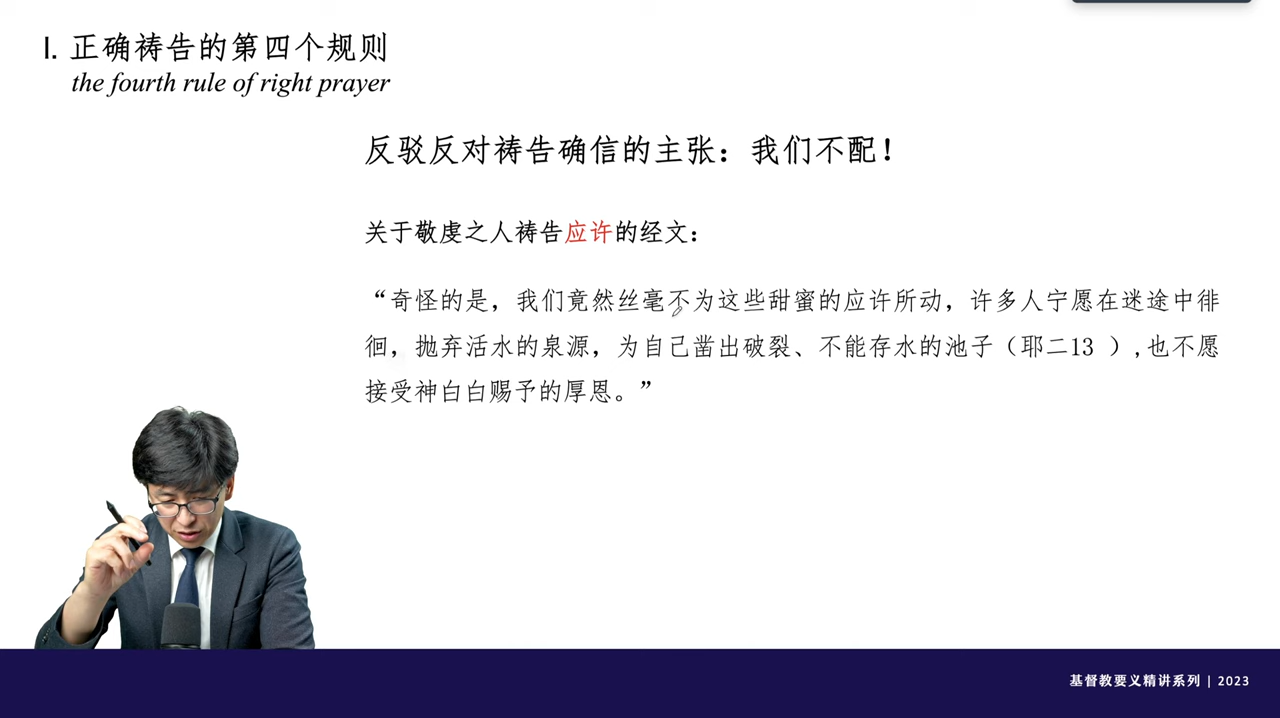 I. 正确祷告的第四个规则
the fourth rule of right prayer
反驳反对祷告确信的主张：我们不配！
关于敬虔之人祷告应许的经文：
“奇怪的是，我们竟然丝毫不为这些甜蜜的应许所动，许多人宁愿在迷途中徘
徊，抛弃活水的泉源，为自己凿出破裂、不能存水的池子（耶二13 ）,也不愿
接受神白白赐予的厚恩。”
基督教要义精讲系列 | 2023